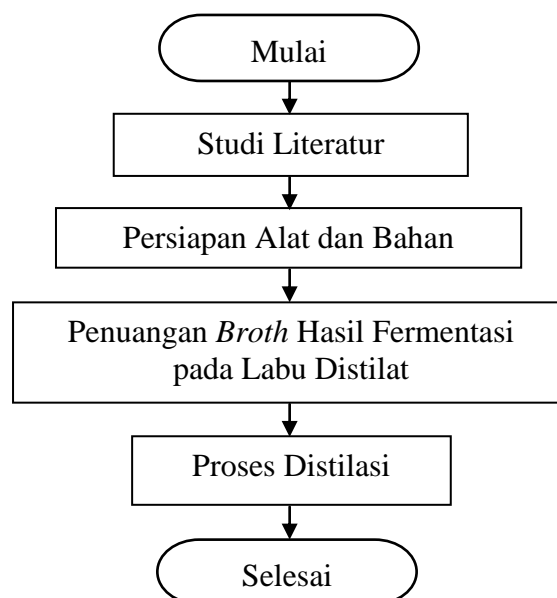 Mulai
Studi Literatur
Persiapan Alat dan Bahan
Penuangan Broth Hasil Fermentasi
pada Labu Distilat
Proses Distilasi
Selesai